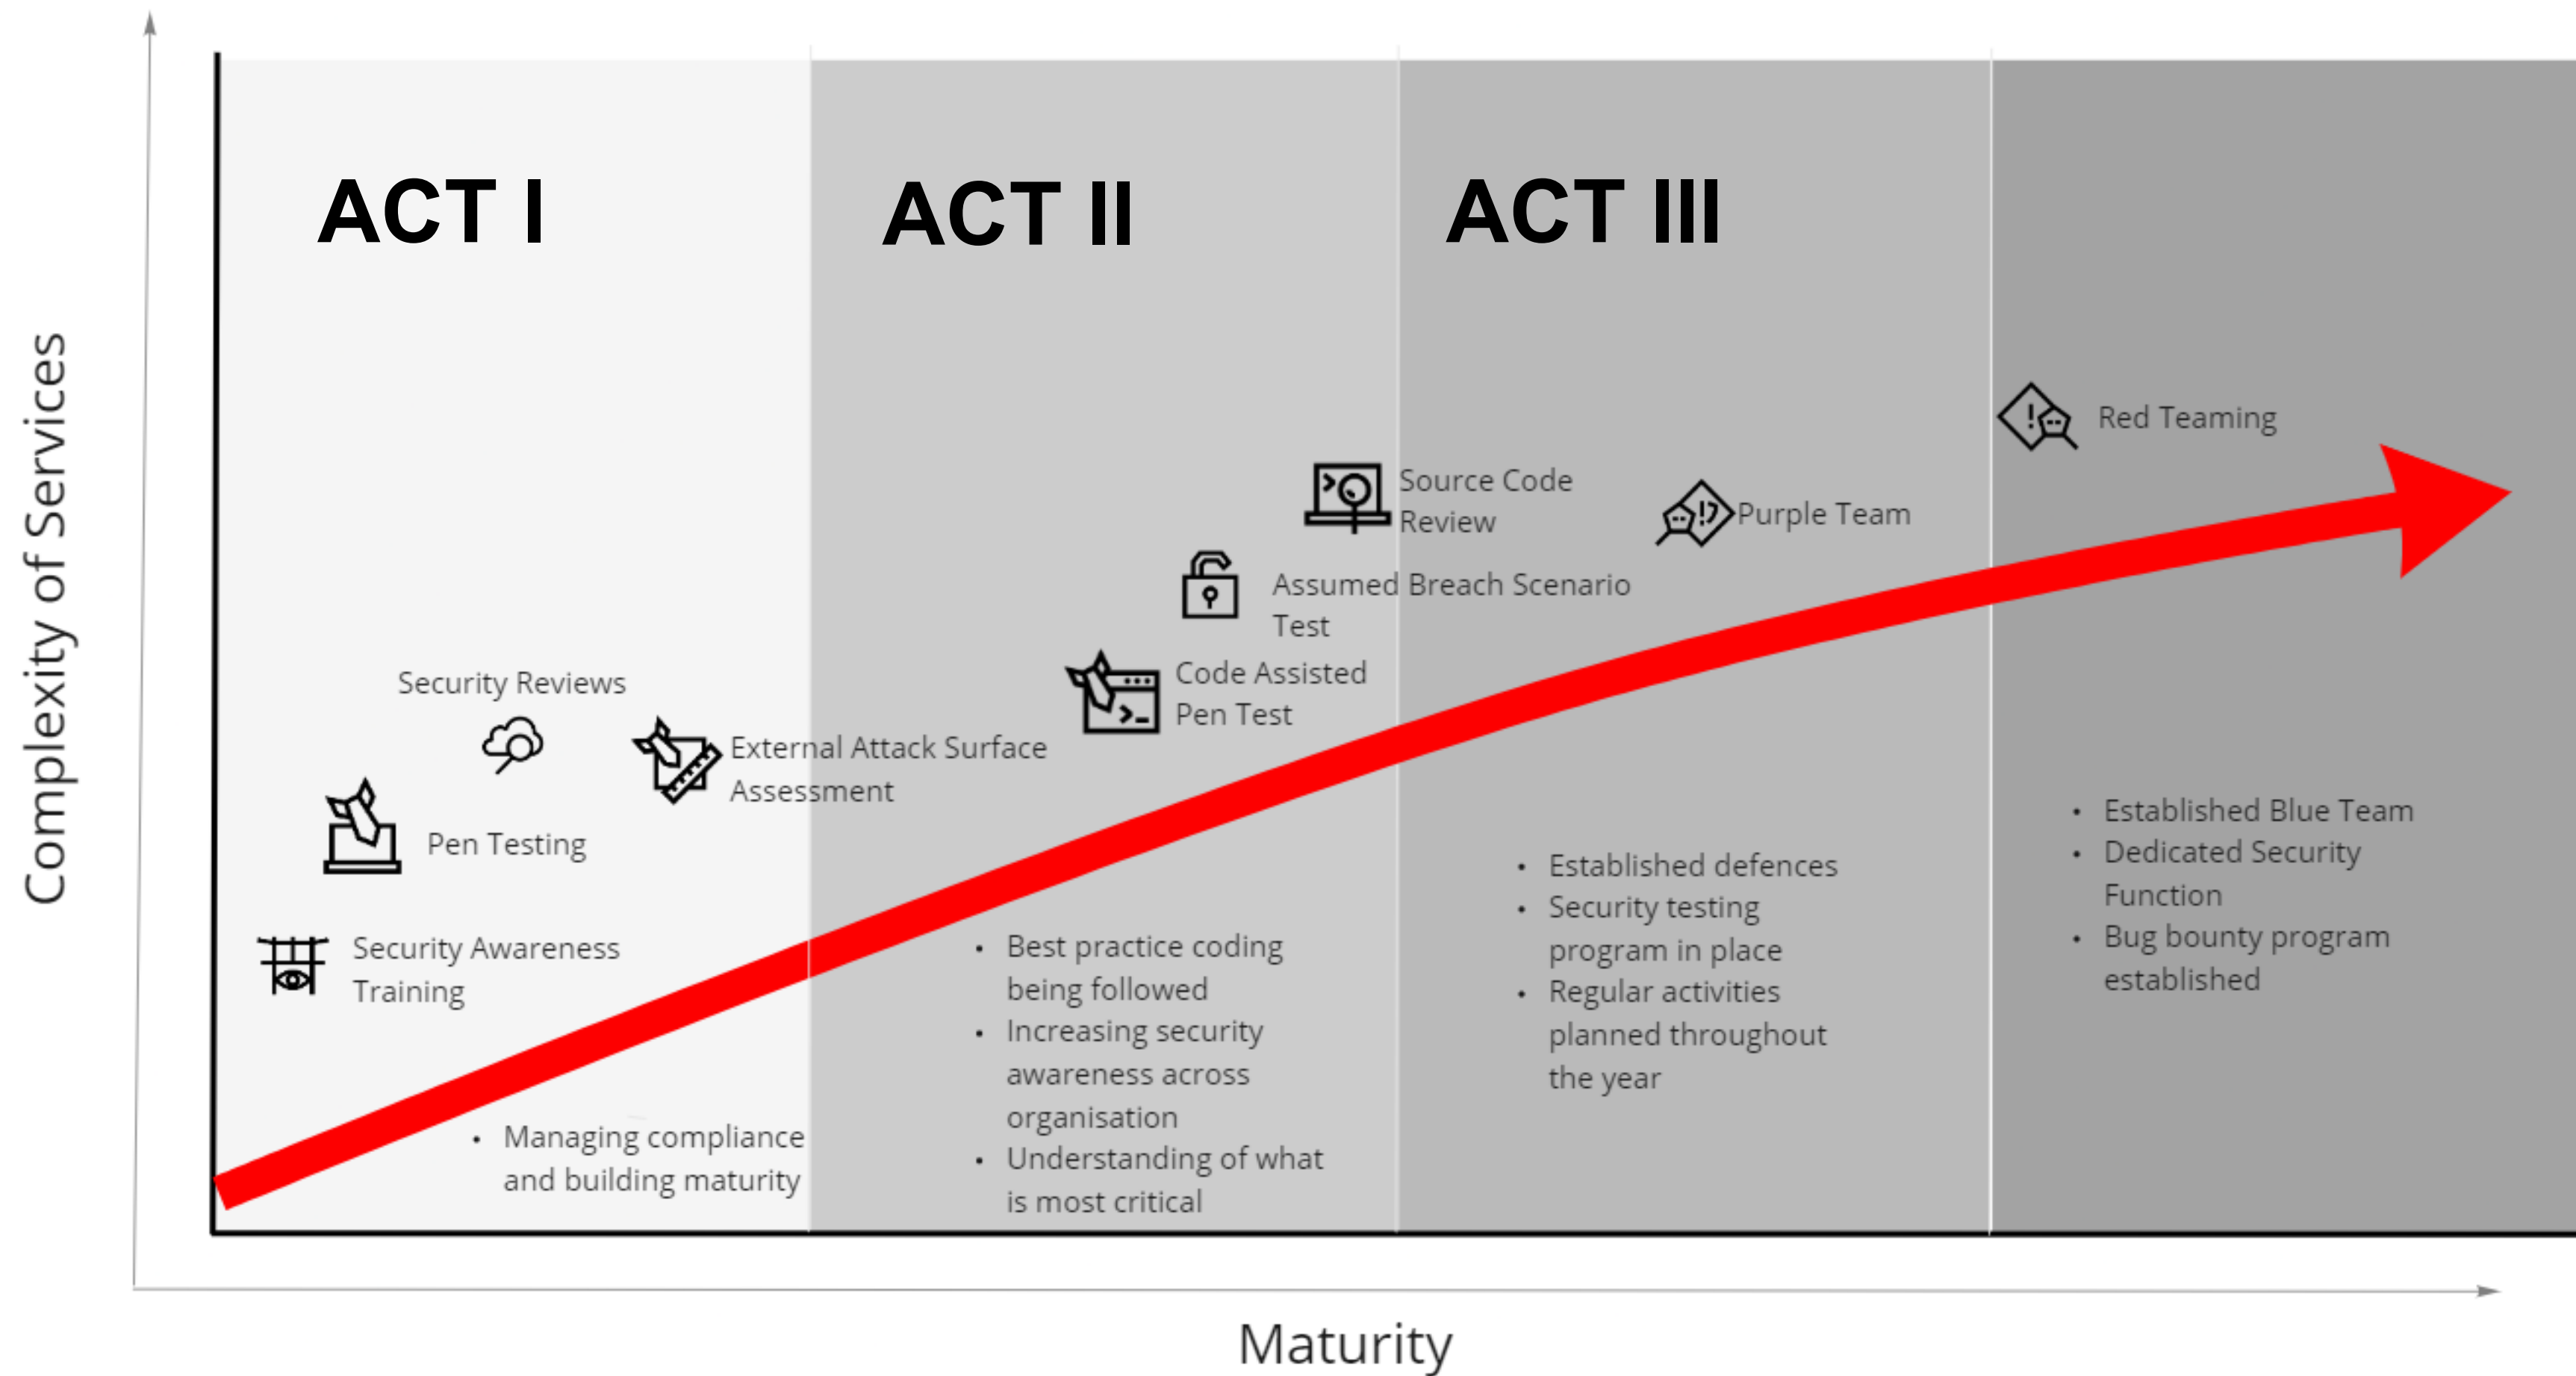 ACT I
ACT II
ACT III
Complexity of Services
Red Teaming
Source Code
Review
Purple Team
Assumed Breach Scenario
Test
Code Assisted
Pen Test
Security Reviews
External Attack Surface
Assessment
Pen Testing
Security Awareness
Training
• Managing compliance
and building maturity
• Best practice coding
being followed
• Increasing security
awareness across
organisation
• Understanding of what
is most critical
• Established defences
• Security testing
program in place
• Regular activities
planned throughout
the year
• Established Blue Team
• Dedicated Security
Function
• Bug bounty program
established
Maturity